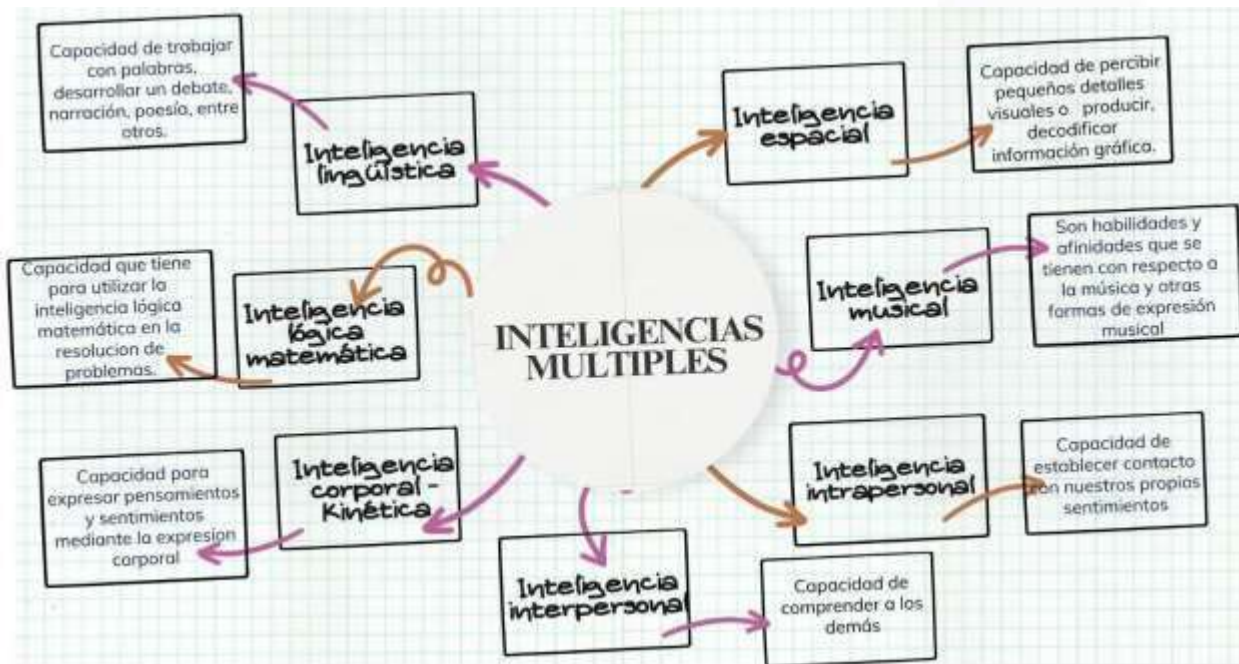 Capacidad de trabajar
con palabras,
desarrollar un debate,
narración, poesía, entre
otros.
Inteligencia
lingüística
Inteligencia
espacial
Capacidad de percibir
pequeños detalles
visuales o producir,
decodificar
información gráfica.
Capacidad que tiene
para utilizar la
inteligencia lógica
matemática en la
resolucion de
problemas.
Inteligencia
lógica
matemática
INTELIGENCIAS
MULTIPLES
Inteligencia
musical
Son habilidades y
afinidades que se
tienen con respecto a
la música y otras
formas de expresión
musical
Capacidad para
expresar pensamientos
y sentimientos
mediante la expresion
corporal
Inteligencia
corporal -
Kinética
Inteligencia
interpersonal
Capacidad de
comprender a los
demás
Inteligencia
intrapersonal
Capacidad de
establecer contacto
con nuestros propias
sentimientos